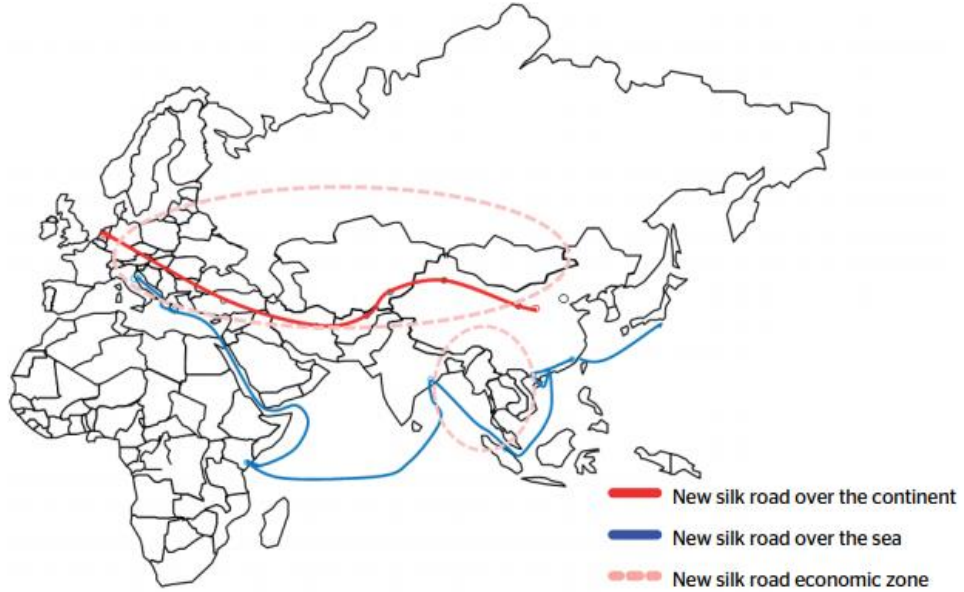 New silk road over the continent
New silk road over the sea
New silk road economic zone